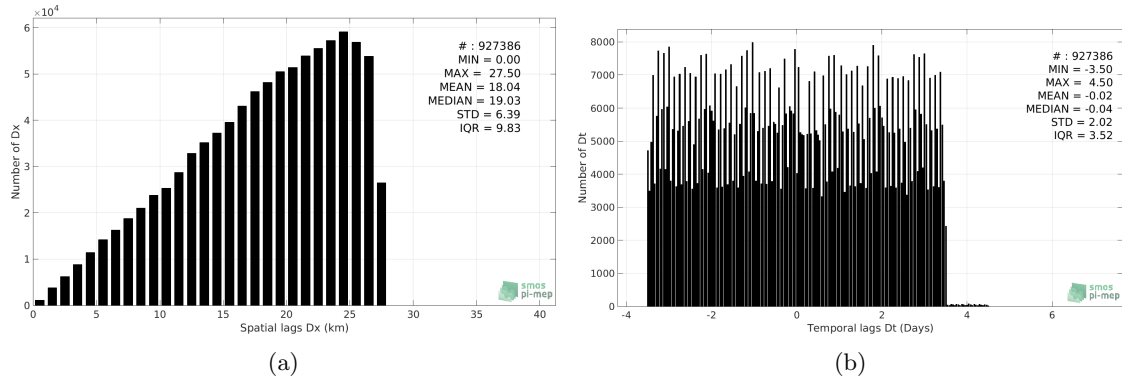 ×10⁴
6
5
4
3
2
1
0
Number of Dx
# : 927386
MIN = 0.00
MAX = 27.50
MEAN = 18.04
MEDIAN = 19.03
STD = 6.39
IQR = 9.83
smos
pi-mep
0 5 10 15 20 25 30 35 40
Spatial lags Dx (km)
(a)
8000
7000
6000
5000
4000
3000
2000
1000
0
Number of Dt
# : 927386
MIN = -3.50
MAX = 4.50
MEAN = -0.02
MEDIAN = -0.04
STD = 2.02
IQR = 3.52
smos
pi-mep
-4 -2 0 2 4 6
Temporal lags Dt (Days)
(b)